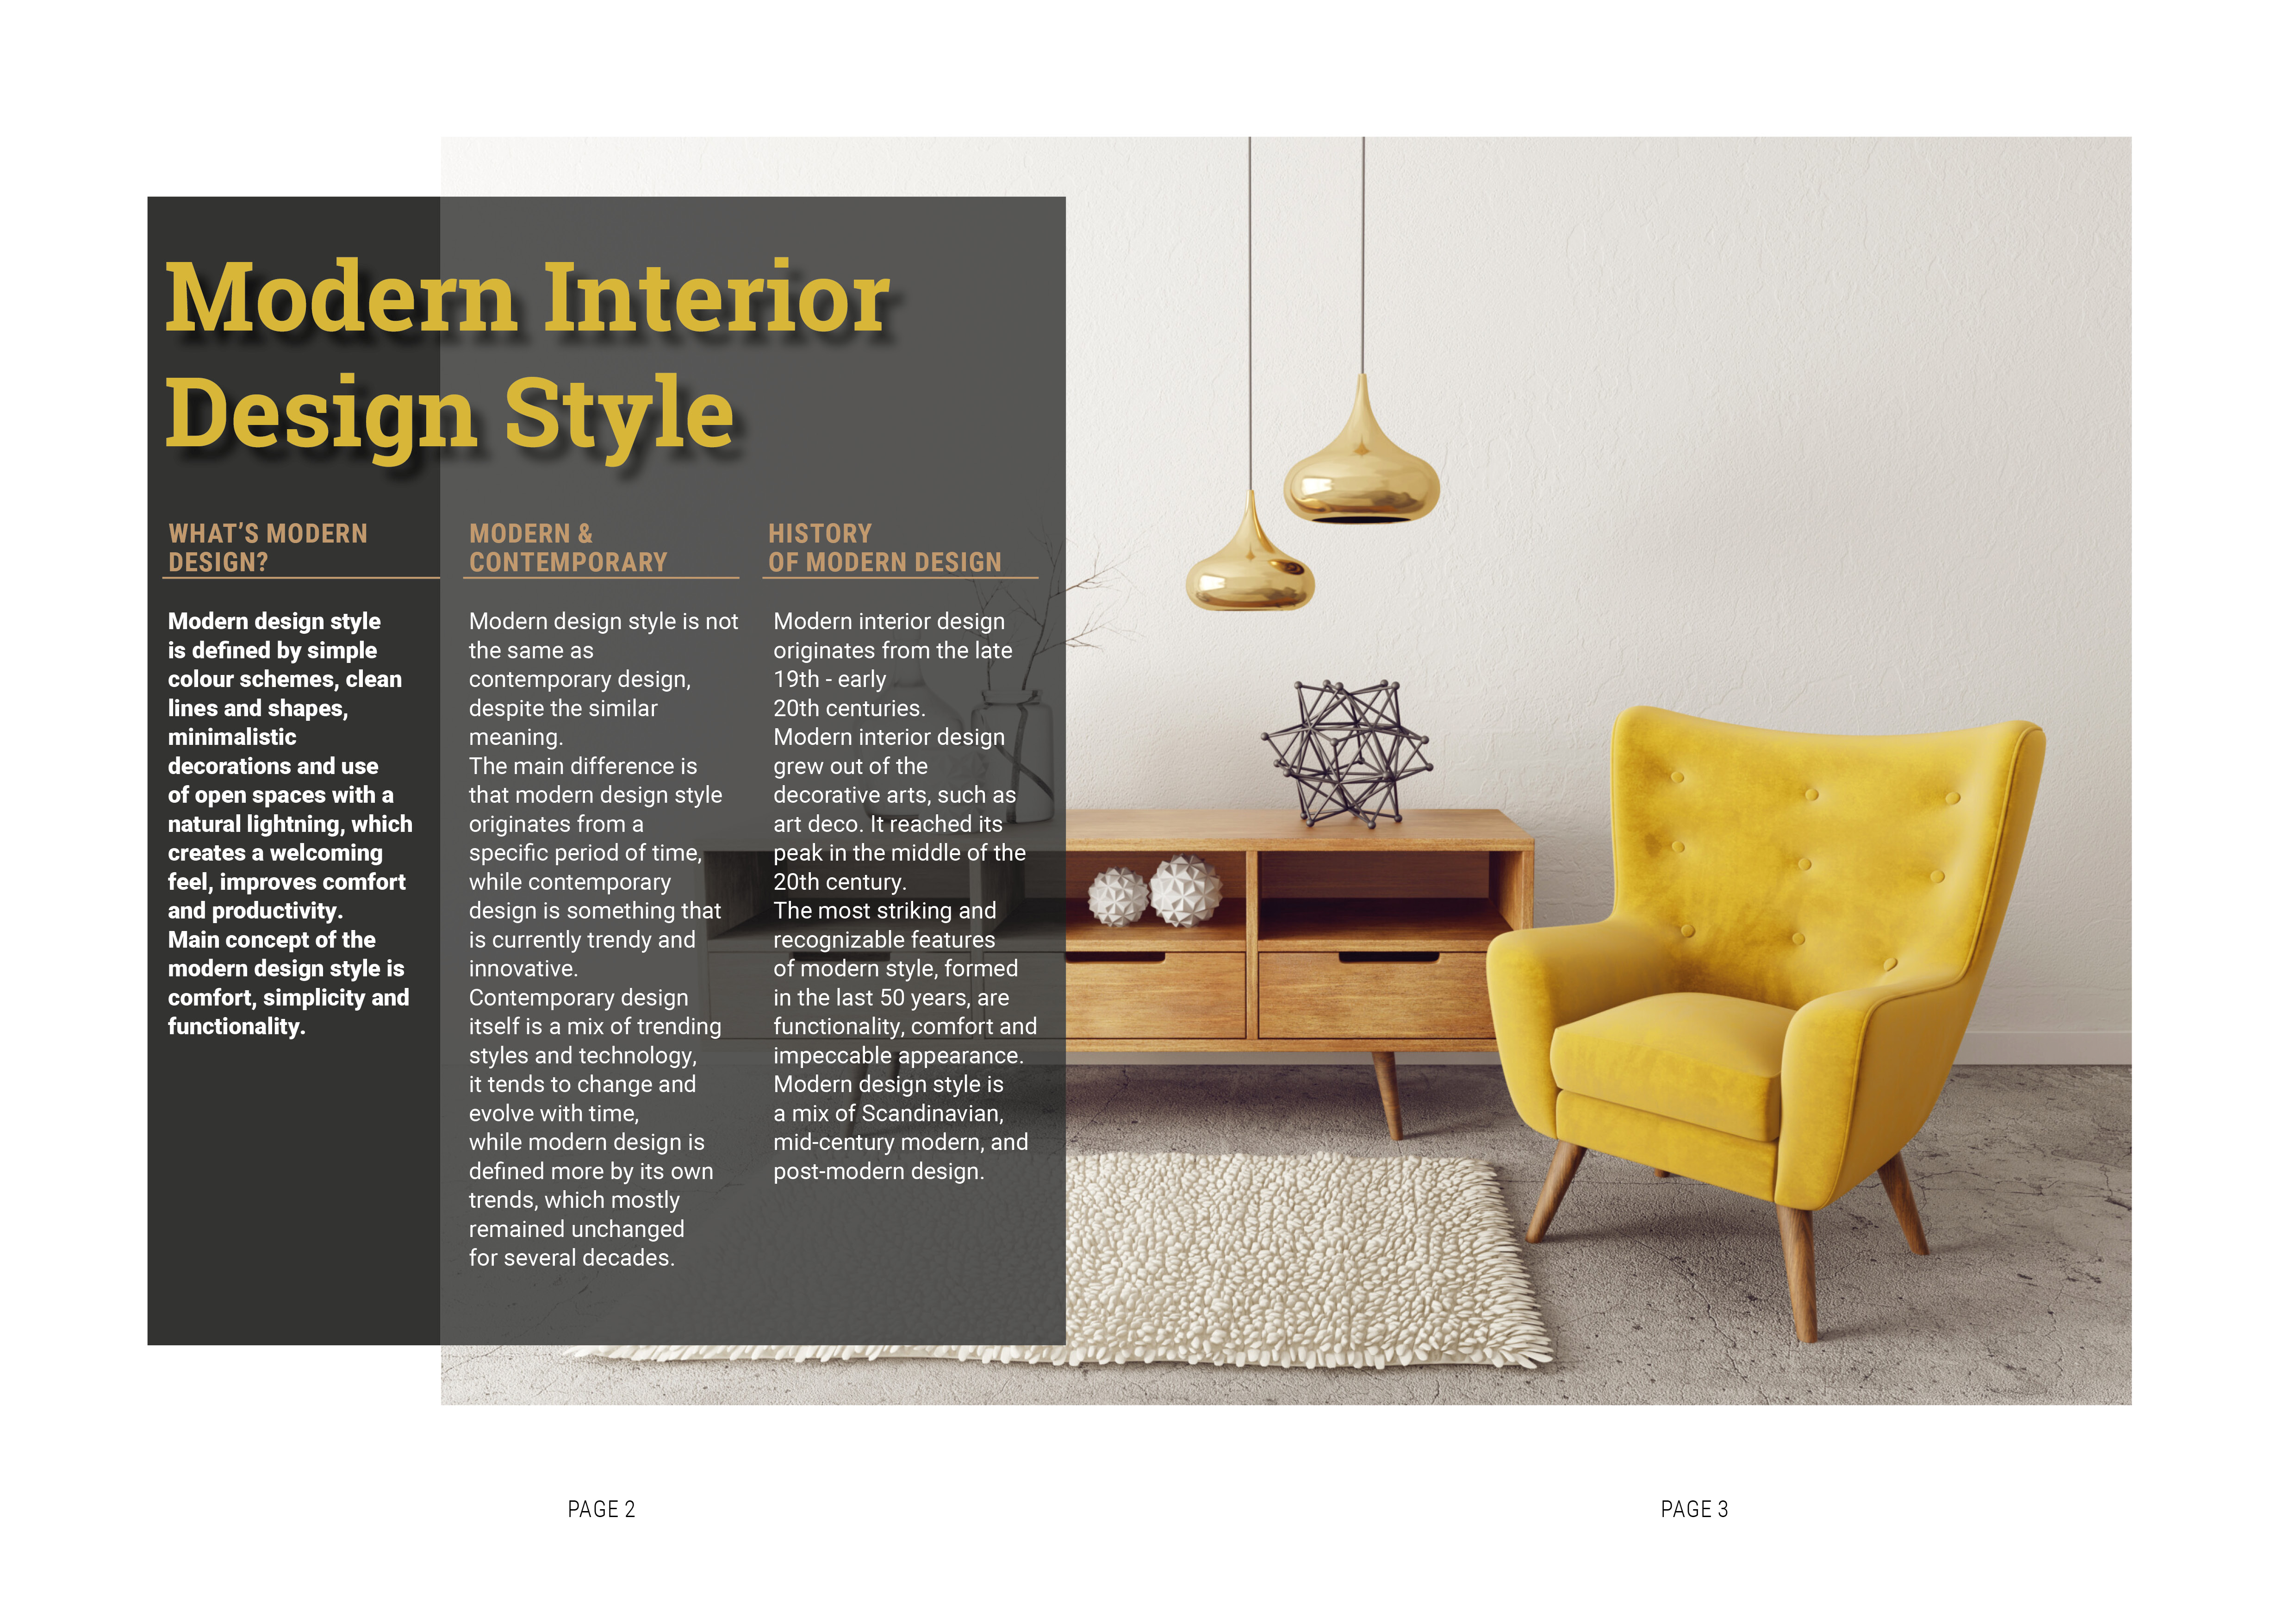 Modern Interior
Design Style
WHAT’S MODERN
DESIGN?
Modern design style
is defined by simple
colour schemes, clean
lines and shapes,
minimalistic
decorations and use
of open spaces with a
natural lightning, which
creates a welcoming
feel, improves comfort
and productivity.
Main concept of the
modern design style is
comfort, simplicity and
functionality.
MODERN &
CONTEMPORARY
Modern design style is not
the same as
contemporary design,
despite the similar
meaning.
The main difference is
that modern design style
originates from a
specific period of time,
while contemporary
design is something that
is currently trendy and
innovative.
Contemporary design
itself is a mix of trending
styles and technology,
it tends to change and
evolve with time,
while modern design is
defined more by its own
trends, which mostly
remained unchanged
for several decades.
HISTORY
OF MODERN DESIGN
Modern interior design
originates from the late
19th - early
20th centuries.
Modern interior design
grew out of the
decorative arts, such as
art deco. It reached its
peak in the middle of the
20th century.
The most striking and
recognizable features
of modern style, formed
in the last 50 years, are
functionality, comfort and
impeccable appearance.
Modern design style is
a mix of Scandinavian,
mid-century modern, and
post-modern design.
PAGE 2
PAGE 3